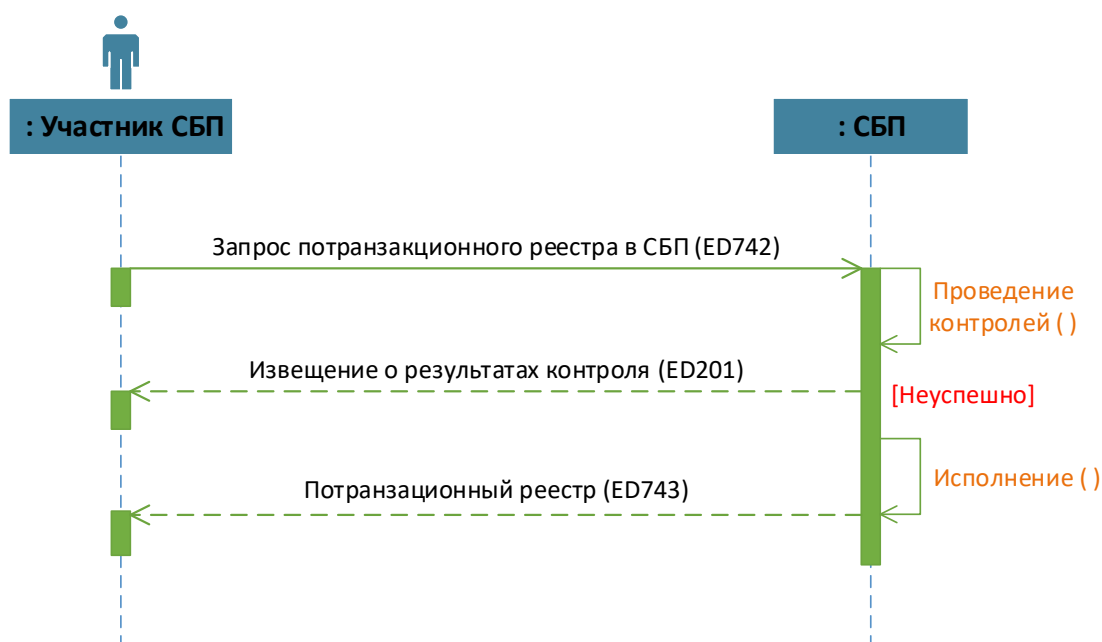 : Участник СБП
: СБП
Запрос потранзакционного реестра в СБП (ED742)
Проведение
контролей ( )
Извещение о результатах контроля (ED201)
[Неуспешно]
Исполнение ( )
Потранзационный реестр (ED743)